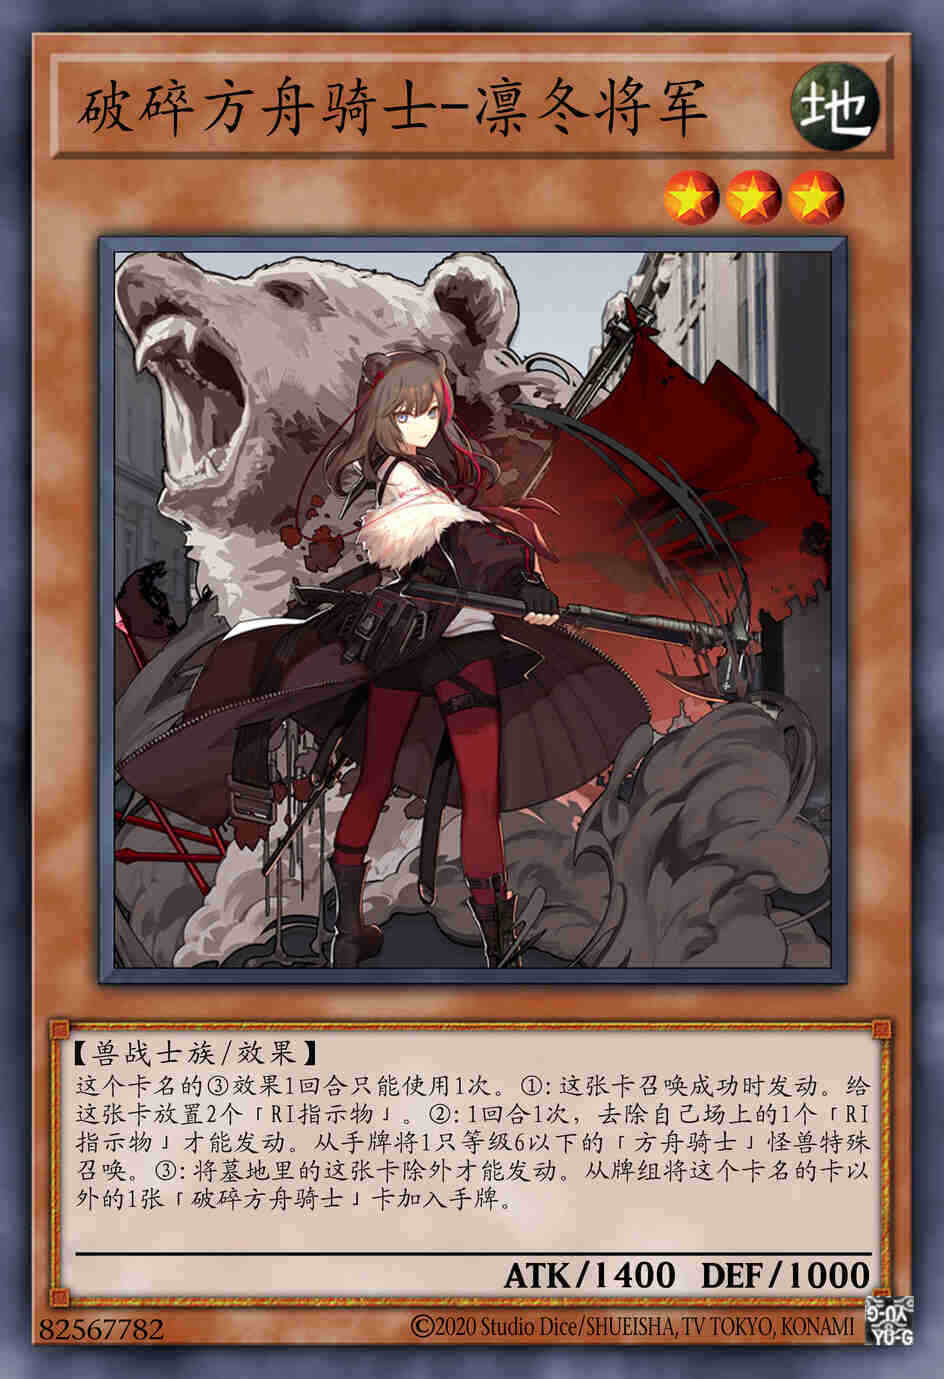 破碎方舟骑士-凛冬将军
地
【兽战士族/效果】
这个卡名的③效果1回合只能使用1次。①:这张卡召唤成功时发动。给
这张卡放置2个「RI指示物」。②:1回合1次，去除自己场上的1个「RI
指示物」才能发动。从手牌将1只等级6以下的「方舟骑士」怪兽特殊
召唤。③:将墓地里的这张卡除外才能发动。从牌组将这个卡名的卡以
外的1张「破碎方舟骑士」卡加入手牌。
ATK/1400 DEF/1000
82567782
©2020 Studio Dice/SHUEISHA, TV TOKYO, KONAMI